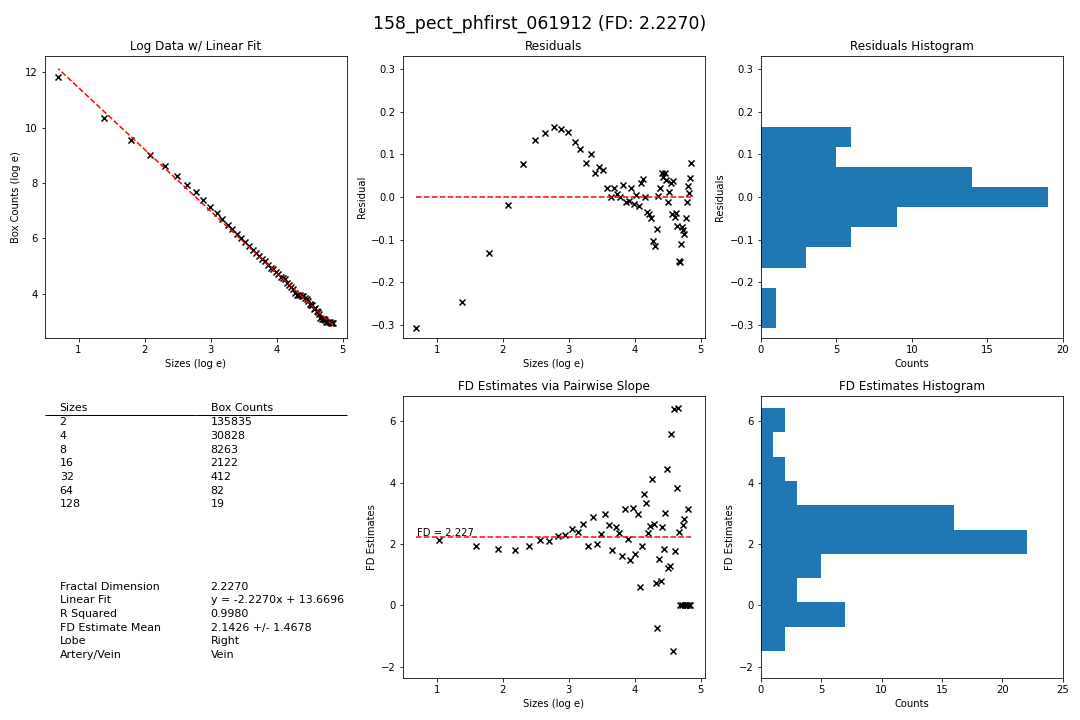 158_pect_phfirst_061912 (FD: 2.2270)
Log Data w/ Linear Fit
Box Counts (log e)
12
10
8
6
4
1 2 3 4 5
Sizes (log e)
Residuals
Residual
0.3
0.2
0.1
0.0
−0.1
−0.2
−0.3
1 2 3 4 5
Sizes (log e)
Residuals Histogram
Residuals
0.3
0.2
0.1
0.0
−0.1
−0.2
−0.3
0 5 10 15 20
Counts
Sizes Box Counts
2 135835
4 30828
8 8263
16 2122
32 412
64 82
128 19
Fractal Dimension 2.2270
Linear Fit y = -2.2270x + 13.6696
R Squared 0.9980
FD Estimate Mean 2.1426 +/- 1.4678
Lobe Right
Artery/Vein Vein
FD Estimates via Pairwise Slope
FD Estimates
6
4
2
0
−2
FD = 2.227
1 2 3 4 5
Sizes (log e)
FD Estimates Histogram
FD Estimates
6
4
2
0
−2
0 5 10 15 20 25
Counts